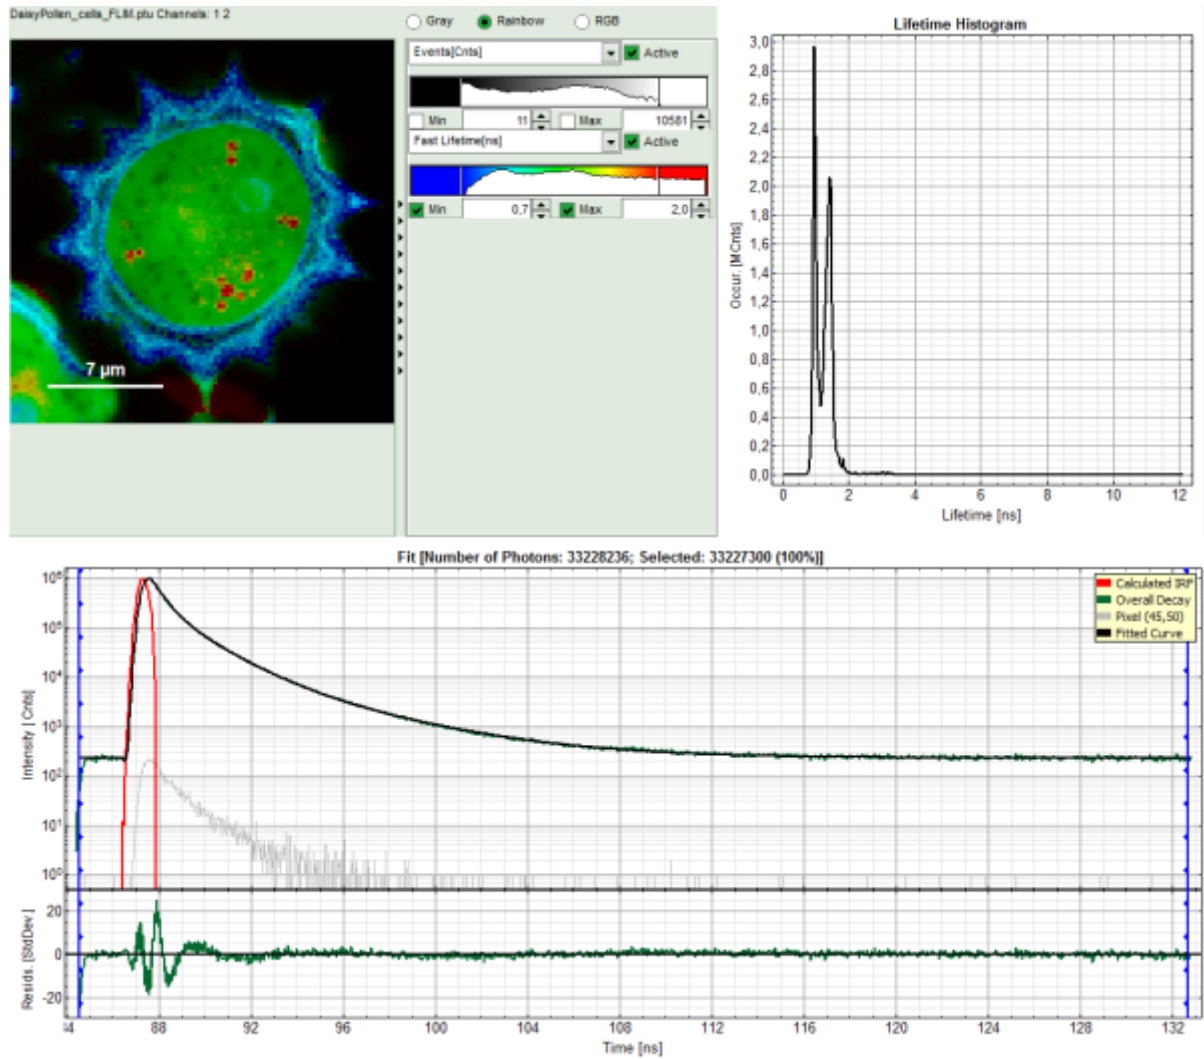 DaisyPollen_cells_FLIM.ptu Channels: 1 2
Gray Rainbow RGB
Events[Cnts] Active
Min 11 Max 10581
Fast Lifetime[ns] Active
Min 0,7 Max 2,0
7 µm
Lifetime Histogram
Occur. [MCnts]
3,0
2,8
2,6
2,4
2,2
2,0
1,8
1,6
1,4
1,2
1,0
0,8
0,6
0,4
0,2
0,0
0 2 4 6 8 10 12
Lifetime [ns]
Fit [Number of Photons: 33228236; Selected: 33227300 (100%)]
Calculated IRF
Overall Decay
Pixel (45,50)
Fitted Curve
Intensity [Cnts]
10⁶
10⁵
10⁴
10³
10²
10¹
10⁰
Resids. [StdDev.]
20
0
-20
84 88 92 96 100 104 108 112 116 120 124 128 132
Time [ns]